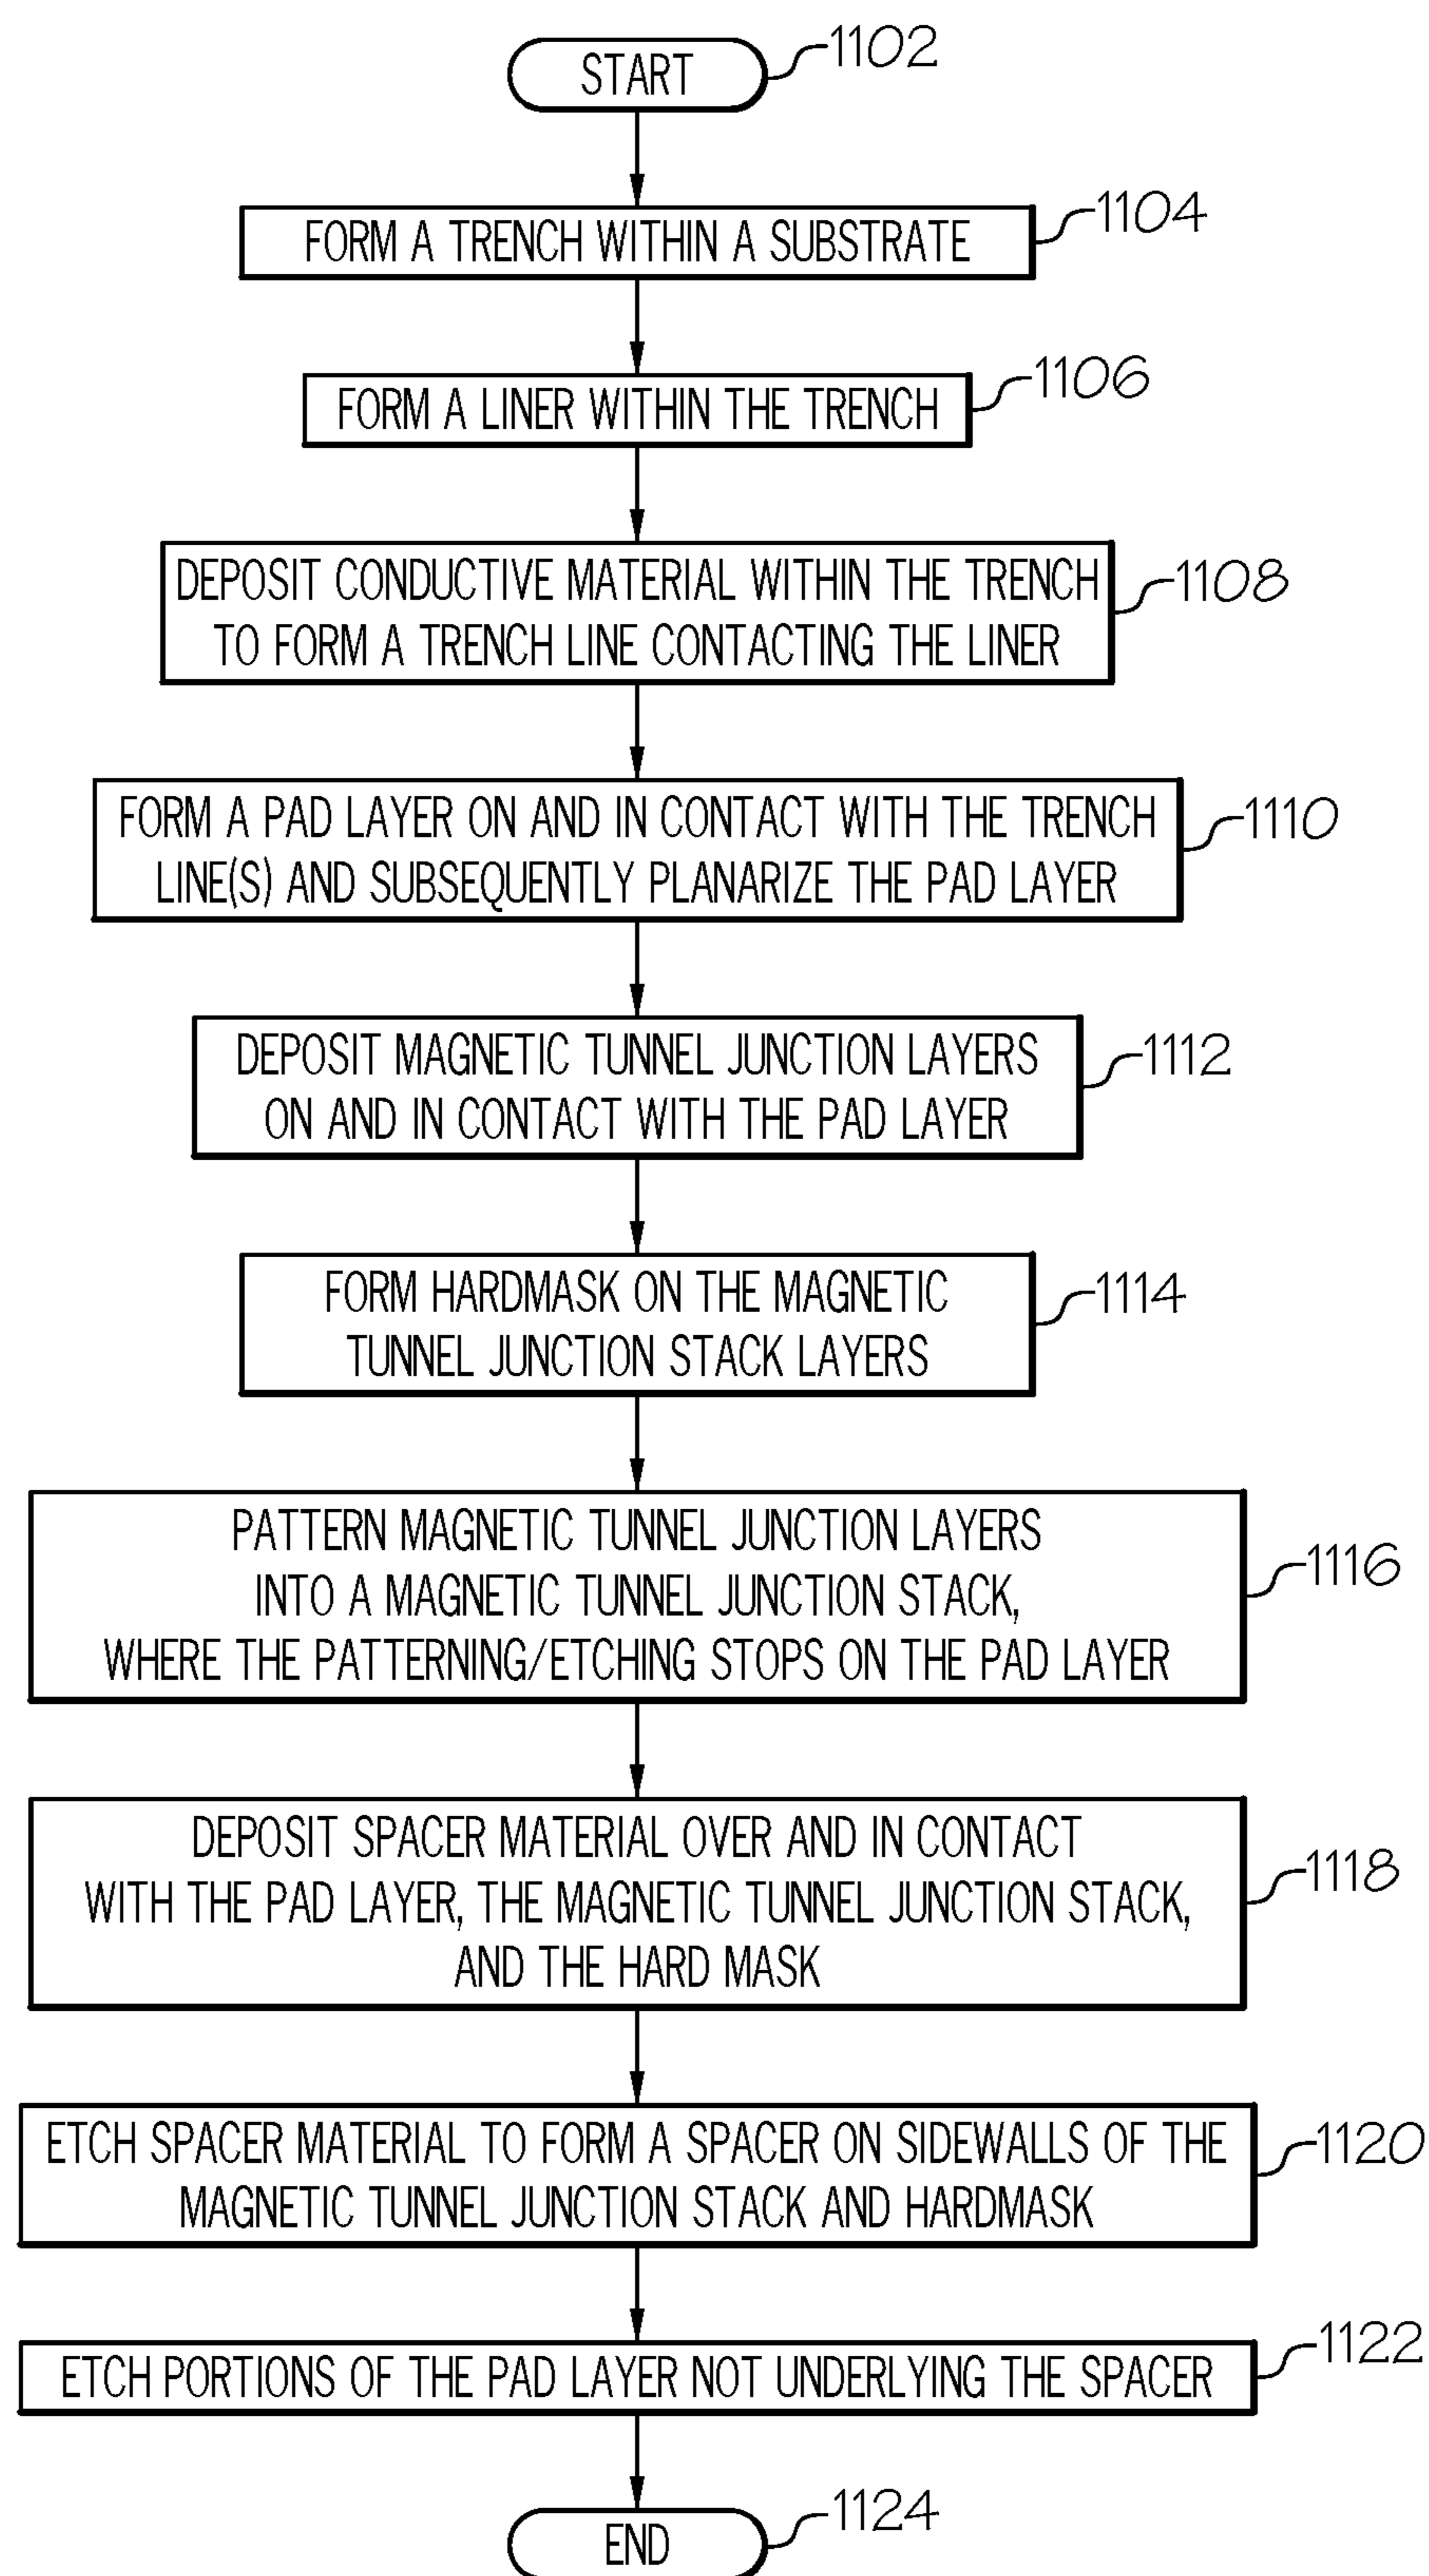 START
1102
FORM A TRENCH WITHIN A SUBSTRATE
1104
FORM A LINER WITHIN THE TRENCH
1106
DEPOSIT CONDUCTIVE MATERIAL WITHIN THE TRENCH
TO FORM A TRENCH LINE CONTACTING THE LINER
1108
FORM A PAD LAYER ON AND IN CONTACT WITH THE TRENCH
LINE(S) AND SUBSEQUENTLY PLANARIZE THE PAD LAYER
1110
DEPOSIT MAGNETIC TUNNEL JUNCTION LAYERS
ON AND IN CONTACT WITH THE PAD LAYER
1112
FORM HARDMASK ON THE MAGNETIC
TUNNEL JUNCTION STACK LAYERS
1114
PATTERN MAGNETIC TUNNEL JUNCTION LAYERS
INTO A MAGNETIC TUNNEL JUNCTION STACK,
WHERE THE PATTERNING/ETCHING STOPS ON THE PAD LAYER
1116
DEPOSIT SPACER MATERIAL OVER AND IN CONTACT
WITH THE PAD LAYER, THE MAGNETIC TUNNEL JUNCTION STACK,
AND THE HARD MASK
1118
ETCH SPACER MATERIAL TO FORM A SPACER ON SIDEWALLS OF THE
MAGNETIC TUNNEL JUNCTION STACK AND HARDMASK
1120
ETCH PORTIONS OF THE PAD LAYER NOT UNDERLYING THE SPACER
1122
END
1124